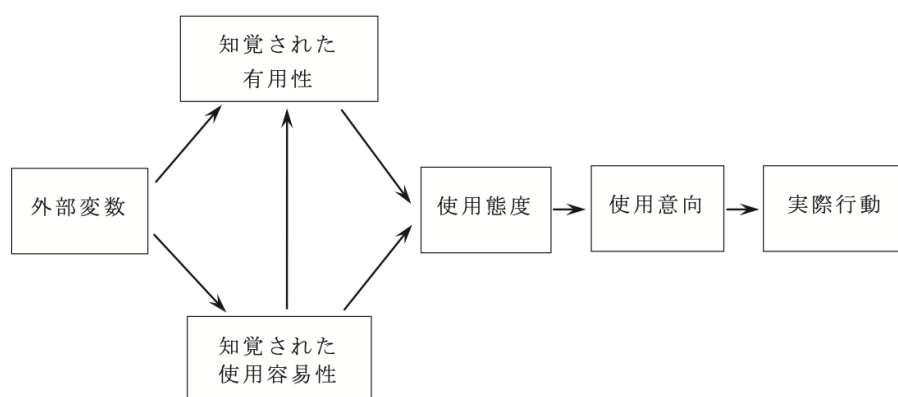 知覚された
有用性
外部変数
使用態度
使用意向
実際行動
知覚された
使用容易性